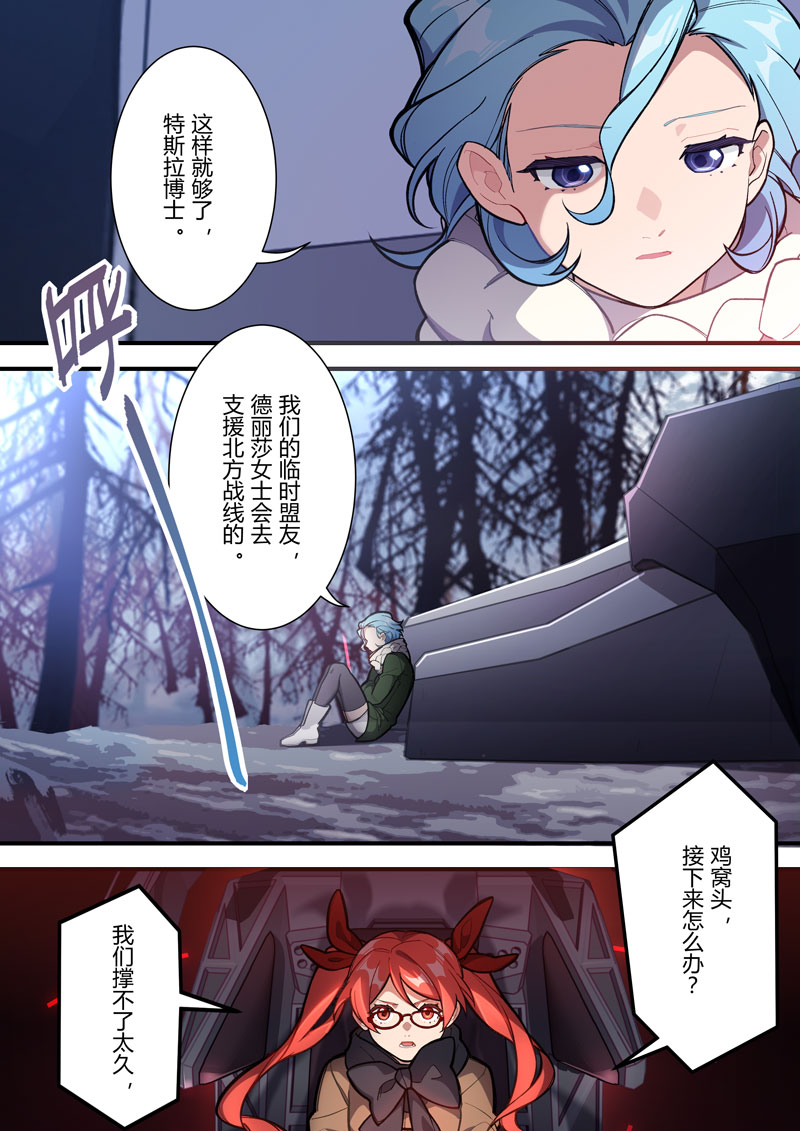 这样就够了，
特斯拉博士。
呼
我们的临时盟友，
德丽莎女士会去
支援北方战线的。
鸡窝头，
接下来怎么办？
我们撑不了太久，